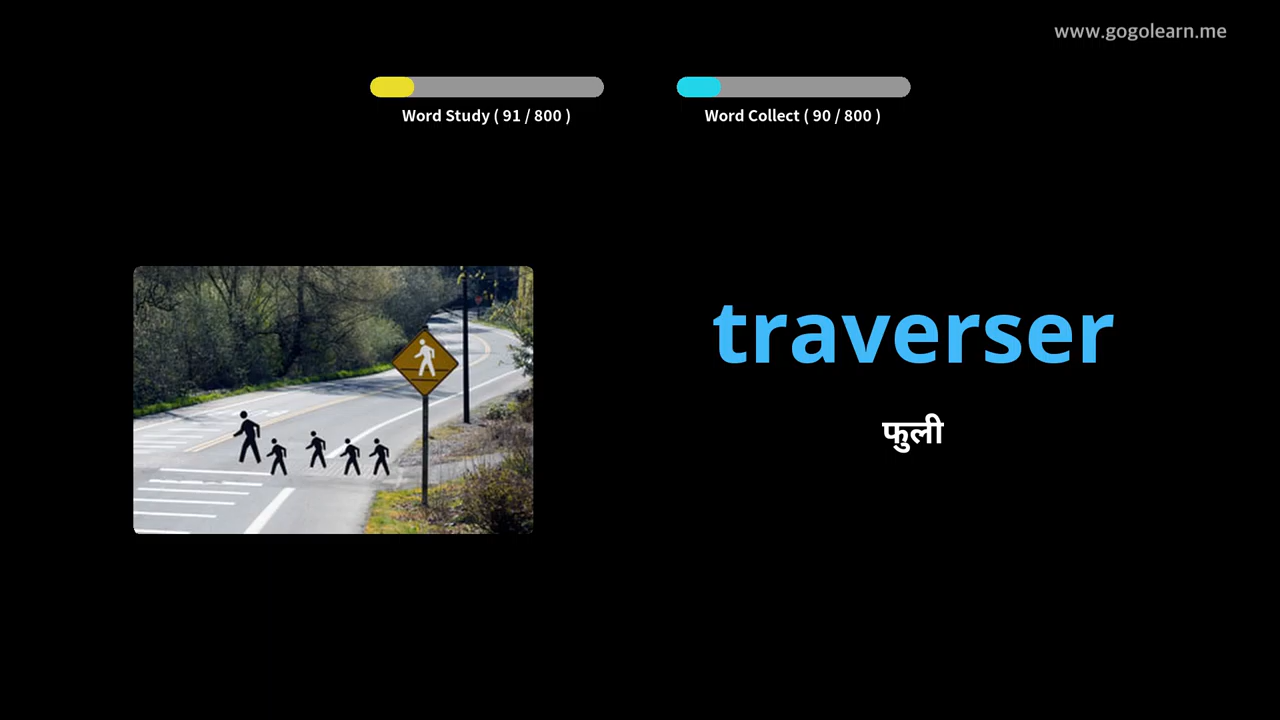 www.gogolearn.me
Word Study ( 91 / 800 )
Word Collect ( 90 / 800 )
traverser
फुली